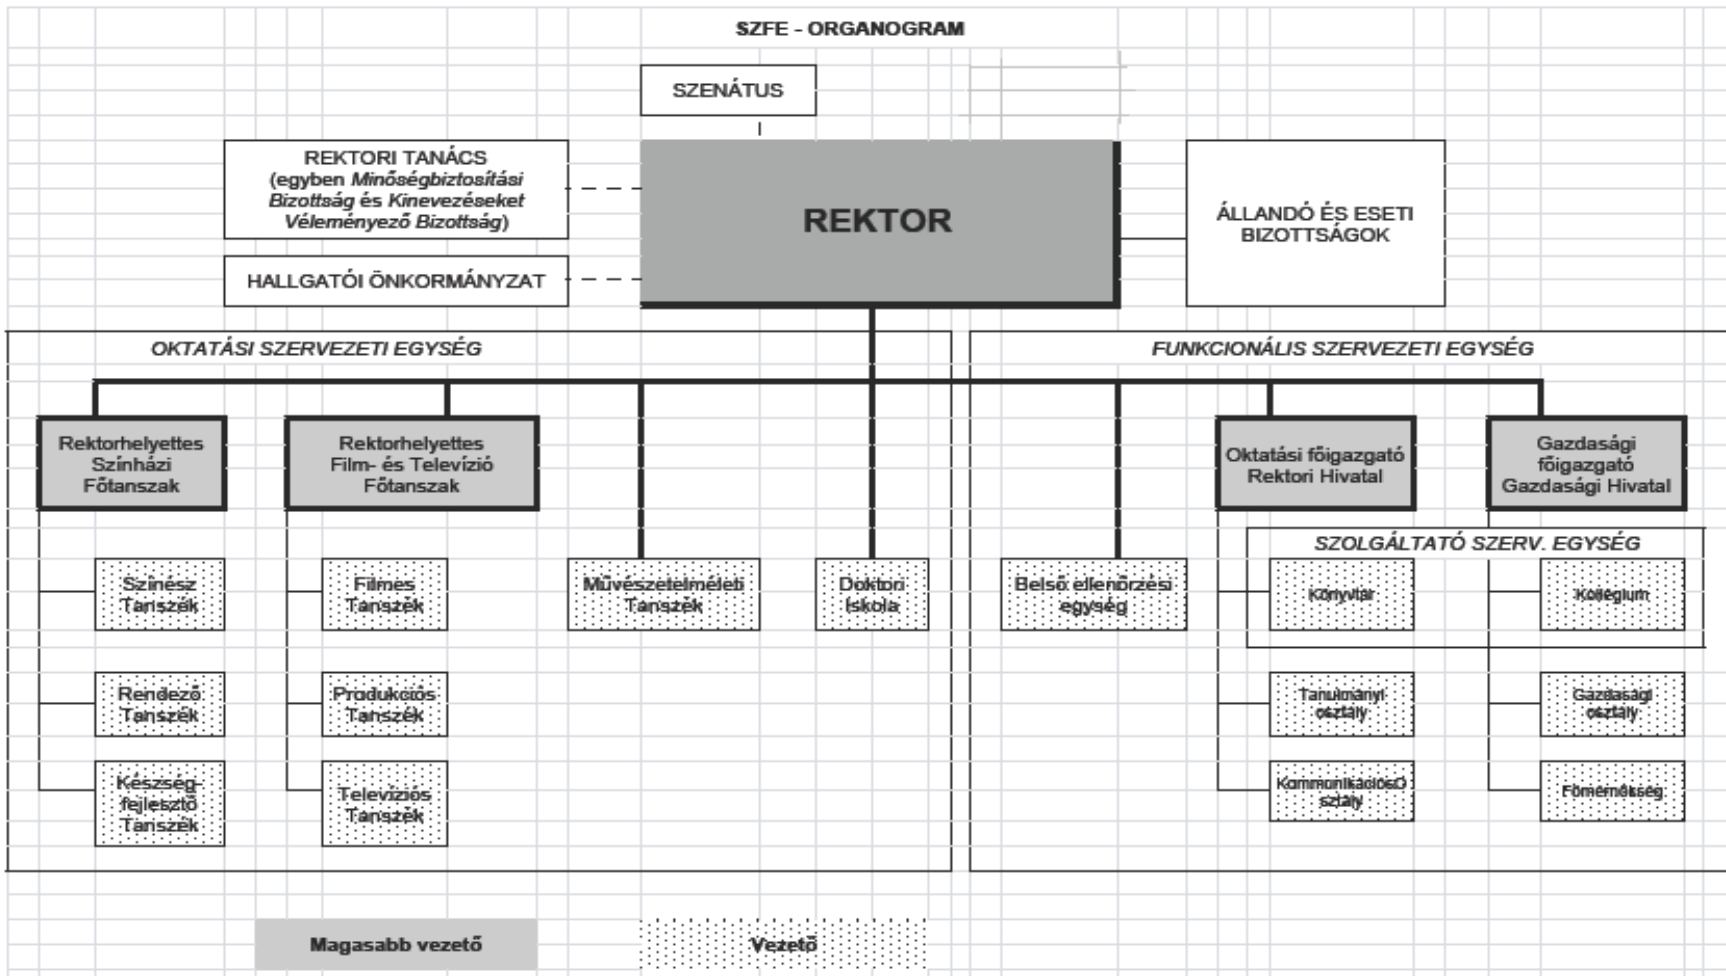 SZFE - ORGANOGRAM
SZENÁTUS
REKTORI TANÁCS
(egyben Minőségbiztosítási
Bizottság és Kinevezéseket
Véleményező Bizottság)
REKTOR
ÁLLANDÓ ÉS ESETI
BIZOTTSÁGOK
HALLGATÓI ÖNKORMÁNYZAT
OKTATÁSI SZERVEZETI EGYSÉG
FUNKCIONÁLIS SZERVEZETI EGYSÉG
Rektorhelyettes
Színházi
Főtanszak
Rektorhelyettes
Film- és Televízió
Főtanszak
Oktatási főigazgató
Rektori Hivatal
Gazdasági
főigazgató
Gazdasági Hivatal
SZOLGÁLTATÓ SZERV. EGYSÉG
Színész
Tanszék
Filmes
Tanszék
Művészetelméleti
Tanszék
Doktori
Iskola
Belső ellenőrzési
egység
Könyvtár
Kollégium
Rendező
Tanszék
Produkciós
Tanszék
Tanulmányi
osztály
Gazdasági
osztály
Készség-
fejlesztő
Tanszék
Televíziós
Tanszék
KommunikációsO
sztály
Főmérnökség
Magasabb vezető
Vezető